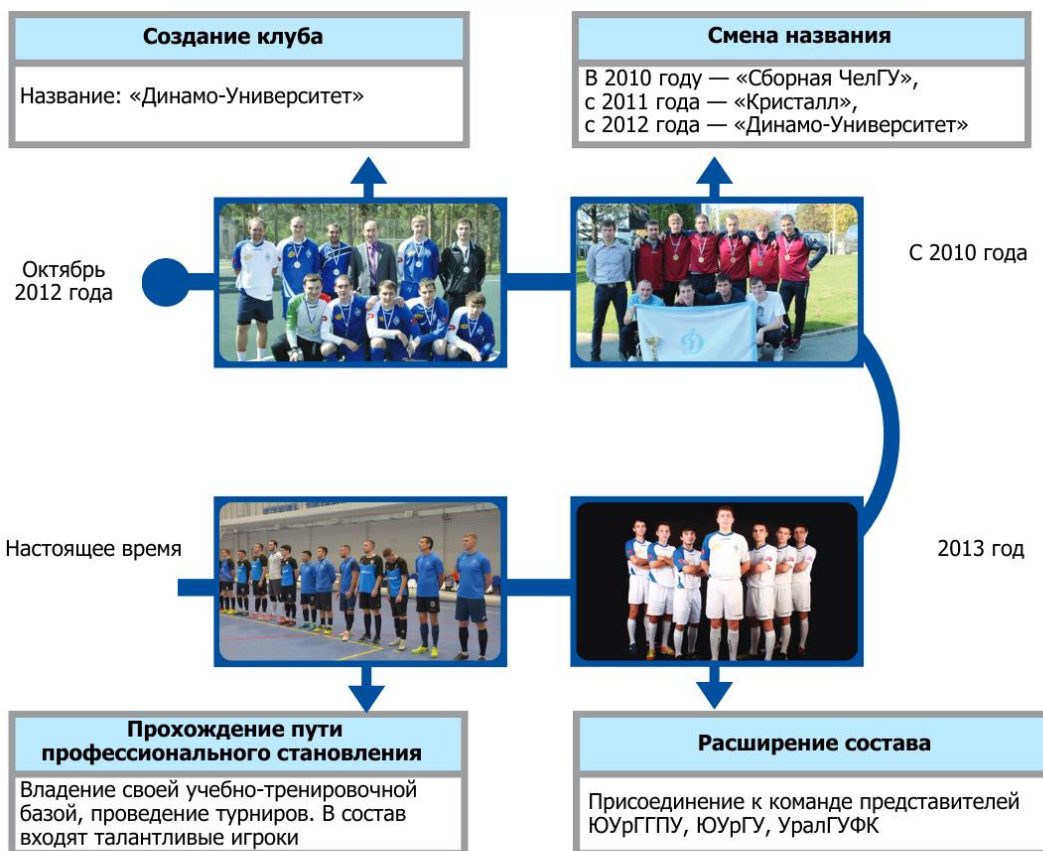 Создание клуба
Название: «Динамо-Университет»
Смена названия
В 2010 году — «Сборная ЧелГУ»,
с 2011 года — «Кристалл»,
с 2012 года — «Динамо-Университет»
Октябрь
2012 года
С 2010 года
Настоящее время
2013 год
Прохождение пути
профессионального становления
Владение своей учебно-тренировочной
базой, проведение турниров. В состав
входят талантливые игроки
Расширение состава
Присоединение к команде представителей
ЮУрГГПУ, ЮУрГУ, УралГУФК